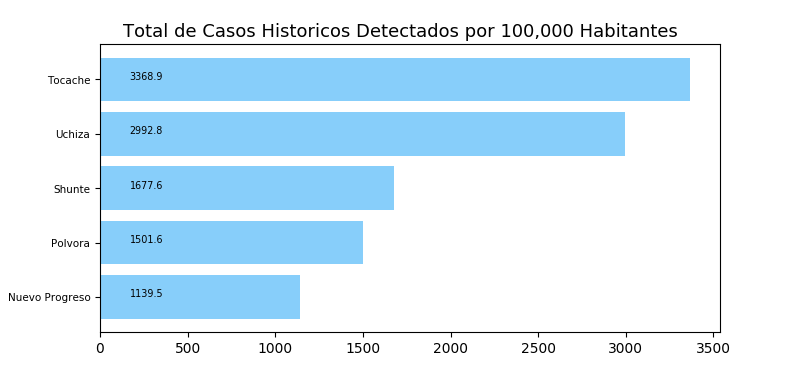 Total de Casos Historicos Detectados por 100,000 Habitantes
Tocache 3368.9
Uchiza 2992.8
Shunte 1677.6
Polvora 1501.6
Nuevo Progreso 1139.5
0 500 1000 1500 2000 2500 3000 3500